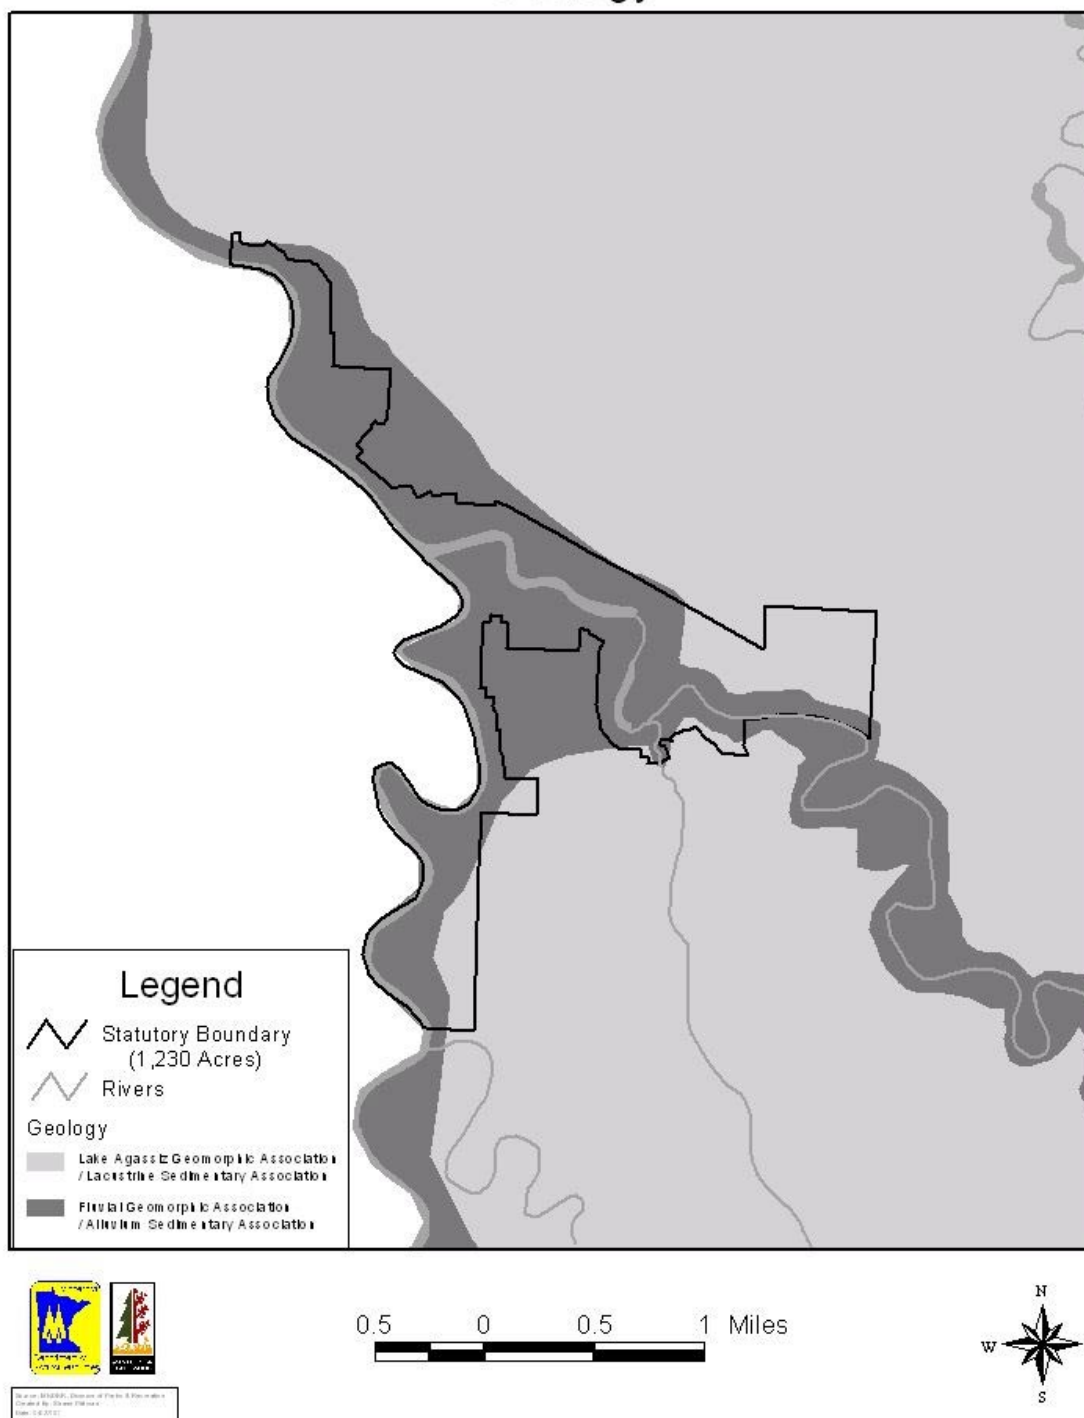 Legend
Statutory Boundary
(1,230 Acres)
Rivers
Geology
Lake Agassiz Geomorphic Association
/ Lacustrine Sedimentary Association
Fluvial Geomorphic Association
/ Alluvium Sedimentary Association
0.5 0 0.5 1 Miles
N
W
S